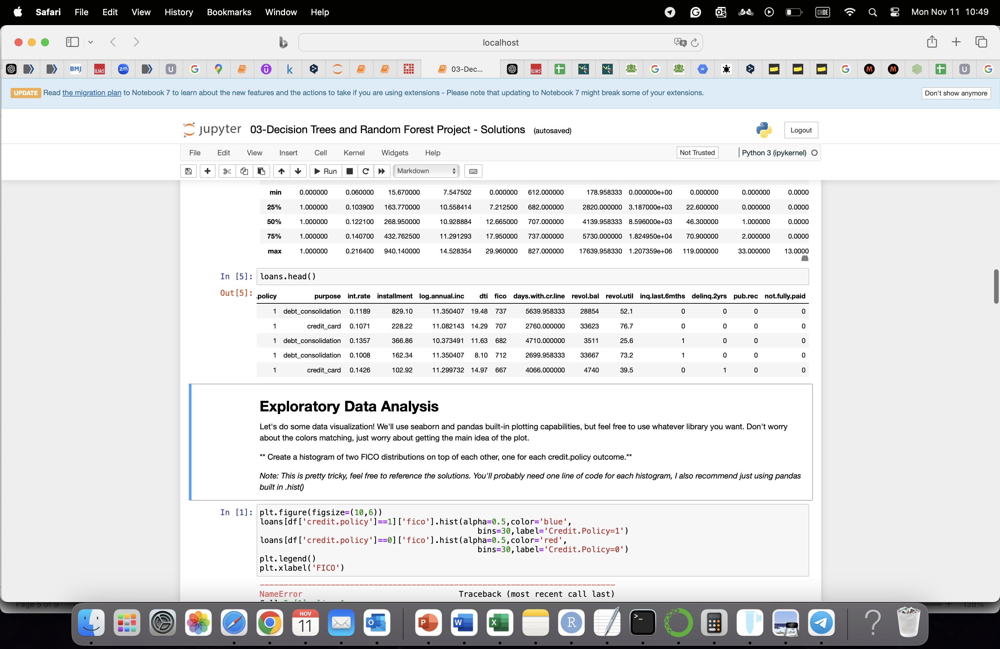 Safari File Edit View History Bookmarks Window Help CHDE Mon Nov 11 10:49
localhost
BMJ ILIAS zm U G k 03-Dec... ILIAS G G M M U G
UPDATE Read the migration plan to Notebook 7 to learn about the new features and the actions to take if you are using extensions - Please note that updating to Notebook 7 might break some of your extensions. Don't show anymore
jupyter 03-Decision Trees and Random Forest Project - Solutions (autosaved) Logout
File Edit View Insert Cell Kernel Widgets Help Not Trusted Python 3 (ipykernel)
Run Markdown
min 0.000000 0.060000 15.670000 7.547502 0.000000 612.000000 178.958333 0.000000e+00 0.000000 0.000000 0.0000
25% 1.000000 0.103900 163.770000 10.558414 7.212500 682.000000 2820.000000 3.187000e+03 22.600000 0.000000 0.0000
50% 1.000000 0.122100 268.950000 10.928884 12.665000 707.000000 4139.958333 8.596000e+03 46.300000 1.000000 0.0000
75% 1.000000 0.140700 432.762500 11.291293 17.950000 737.000000 5730.000000 1.824950e+04 70.900000 2.000000 0.0000
max 1.000000 0.216400 940.140000 14.528354 29.960000 827.000000 17639.958330 1.207359e+06 119.000000 33.000000 13.0000
In [5]: loans.head()
Out[5]: .policy purpose int.rate installment log.annual.inc dti fico days.with.cr.line revol.bal revol.util inq.last.6mths delinq.2yrs pub.rec not.fully.paid
1 debt_consolidation 0.1189 829.10 11.350407 19.48 737 5639.958333 28854 52.1 0 0 0 0
1 credit_card 0.1071 228.22 11.082143 14.29 707 2760.000000 33623 76.7 0 0 0 0
1 debt_consolidation 0.1357 366.86 10.373491 11.63 682 4710.000000 3511 25.6 1 0 0 0
1 debt_consolidation 0.1008 162.34 11.350407 8.10 712 2699.958333 33667 73.2 1 0 0 0
1 credit_card 0.1426 102.92 11.299732 14.97 667 4066.000000 4740 39.5 0 1 0 0
Exploratory Data Analysis
Let's do some data visualization! We'll use seaborn and pandas built-in plotting capabilities, but feel free to use whatever library you want. Don't worry
about the colors matching, just worry about getting the main idea of the plot.
** Create a histogram of two FICO distributions on top of each other, one for each credit.policy outcome.**
Note: This is pretty tricky, feel free to reference the solutions. You'll probably need one line of code for each histogram, I also recommend just using pandas
built in .hist()
In [1]: plt.figure(figsize=(10,6))
loans[df['credit.policy']==1]['fico'].hist(alpha=0.5,color='blue',
bins=30,label='Credit.Policy=1')
loans[df['credit.policy']==0]['fico'].hist(alpha=0.5,color='red',
bins=30,label='Credit.Policy=0')
plt.legend()
plt.xlabel('FICO')
NameError Traceback (most recent call last)
Page 5 of 9 138%
NOV
11 O P W X R